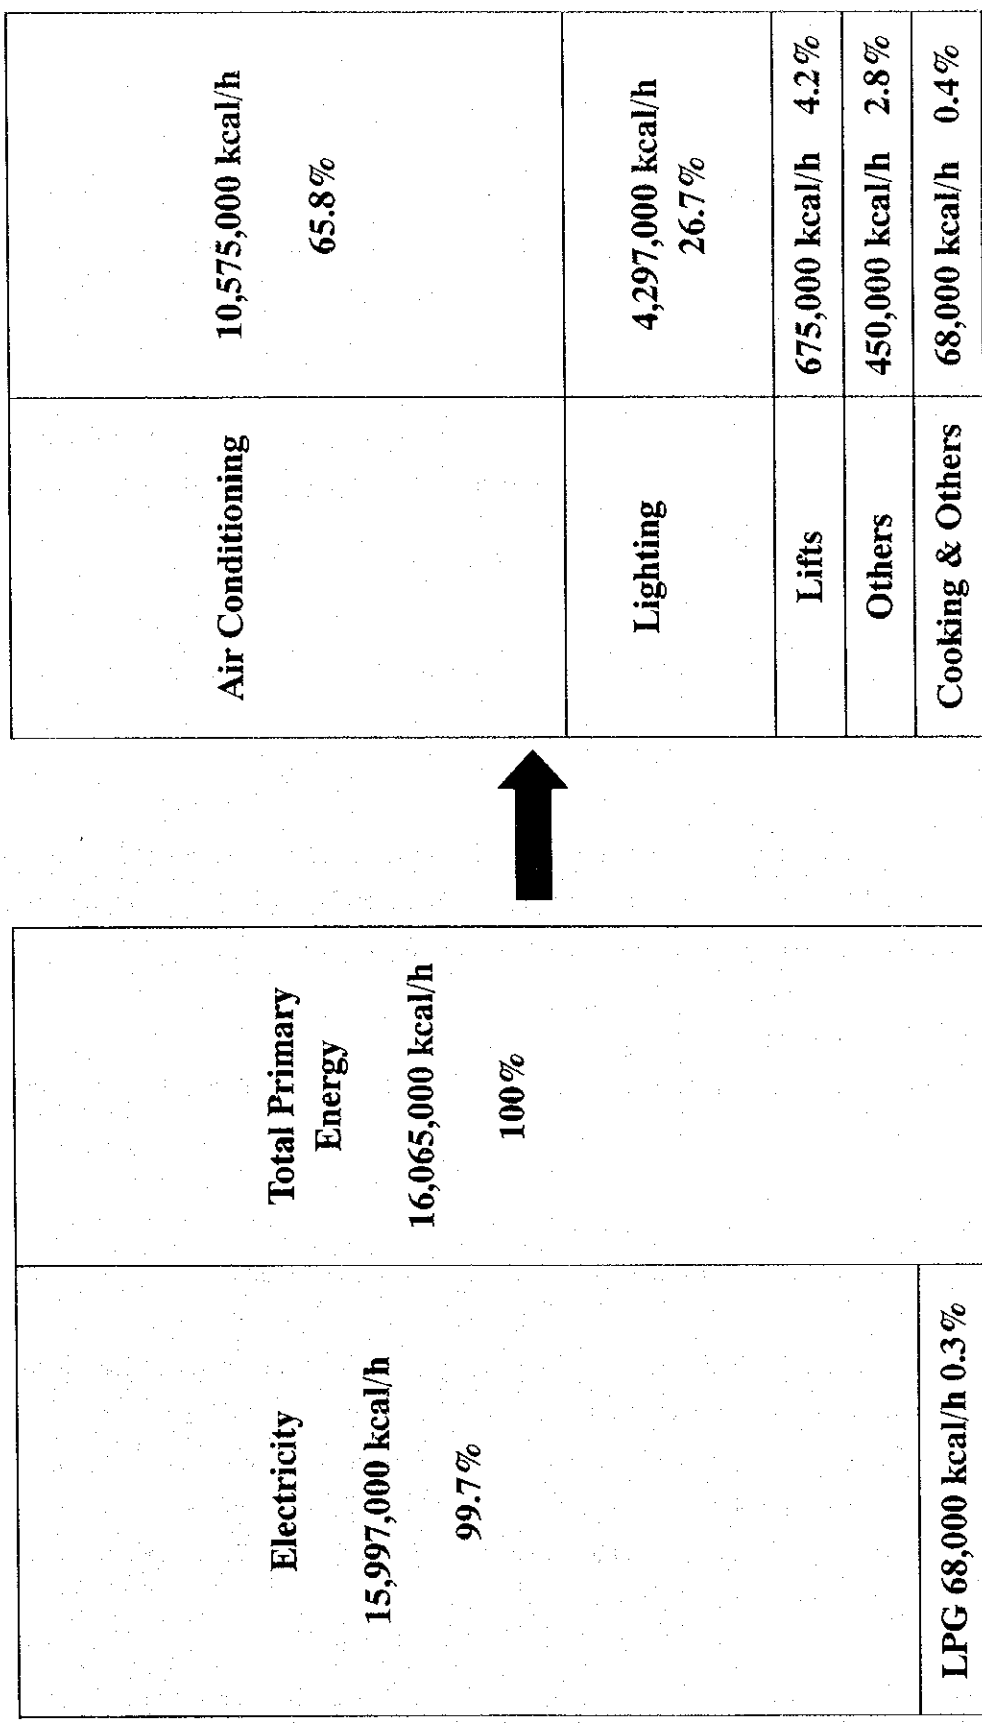 Electricity
15,997,000 kcal/h
99.7%
LPG 68,000 kcal/h 0.3%
Total Primary
Energy
16,065,000 kcal/h
100%
Air Conditioning
10,575,000 kcal/h
65.8%
Lighting
4,297,000 kcal/h
26.7%
Lifts
675,000 kcal/h 4.2%
Others
450,000 kcal/h 2.8%
Cooking & Others
68,000 kcal/h 0.4%